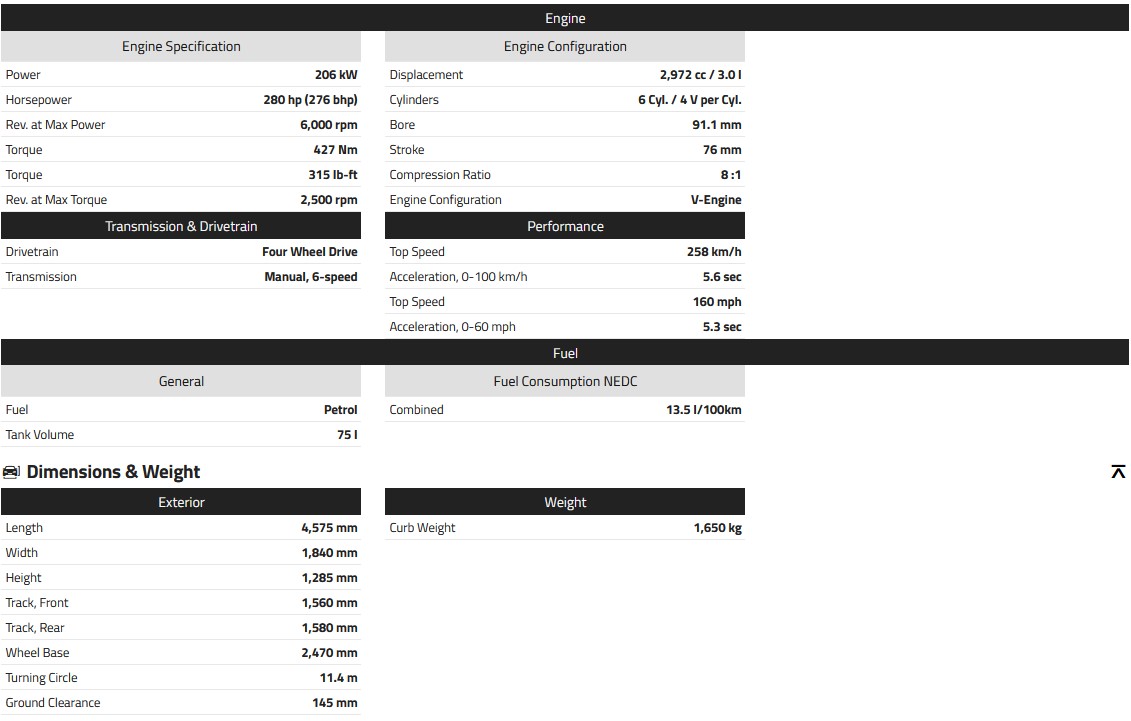 Engine
Engine Specification
Power 206 kW
Horsepower 280 hp (276 bhp)
Rev. at Max Power 6,000 rpm
Torque 427 Nm
Torque 315 lb-ft
Rev. at Max Torque 2,500 rpm
Engine Configuration
Displacement 2,972 cc / 3.0 l
Cylinders 6 Cyl. / 4 V per Cyl.
Bore 91.1 mm
Stroke 76 mm
Compression Ratio 8 :1
Engine Configuration V-Engine
Transmission & Drivetrain
Drivetrain Four Wheel Drive
Transmission Manual, 6-speed
Performance
Top Speed 258 km/h
Acceleration, 0-100 km/h 5.6 sec
Top Speed 160 mph
Acceleration, 0-60 mph 5.3 sec
Fuel
General
Fuel Petrol
Tank Volume 75 l
Fuel Consumption NEDC
Combined 13.5 l/100km
Dimensions & Weight
Exterior
Length 4,575 mm
Width 1,840 mm
Height 1,285 mm
Track, Front 1,560 mm
Track, Rear 1,580 mm
Wheel Base 2,470 mm
Turning Circle 11.4 m
Ground Clearance 145 mm
Weight
Curb Weight 1,650 kg